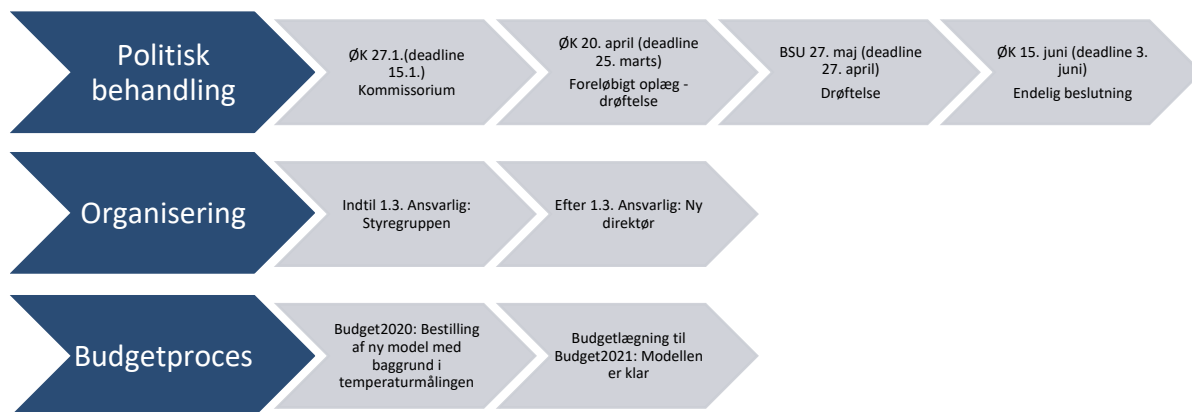 Politisk
behandling
ØK 27.1.(deadline
15.1.)
Kommissorium
ØK 20. april (deadline
25. marts)
Foreløbigt oplæg -
drøftelse
BSU 27. maj (deadline
27. april)
Drøftelse
ØK 15. juni (deadline 3.
juni)
Endelig beslutning
Organisering
Indtil 1.3. Ansvarlig:
Styregruppen
Efter 1.3. Ansvarlig: Ny
direktør
Budgetproces
Budget2020: Bestilling
af ny model med
baggrund i
temperaturmålingen
Budgetlægning til
Budget2021: Modellen
er klar